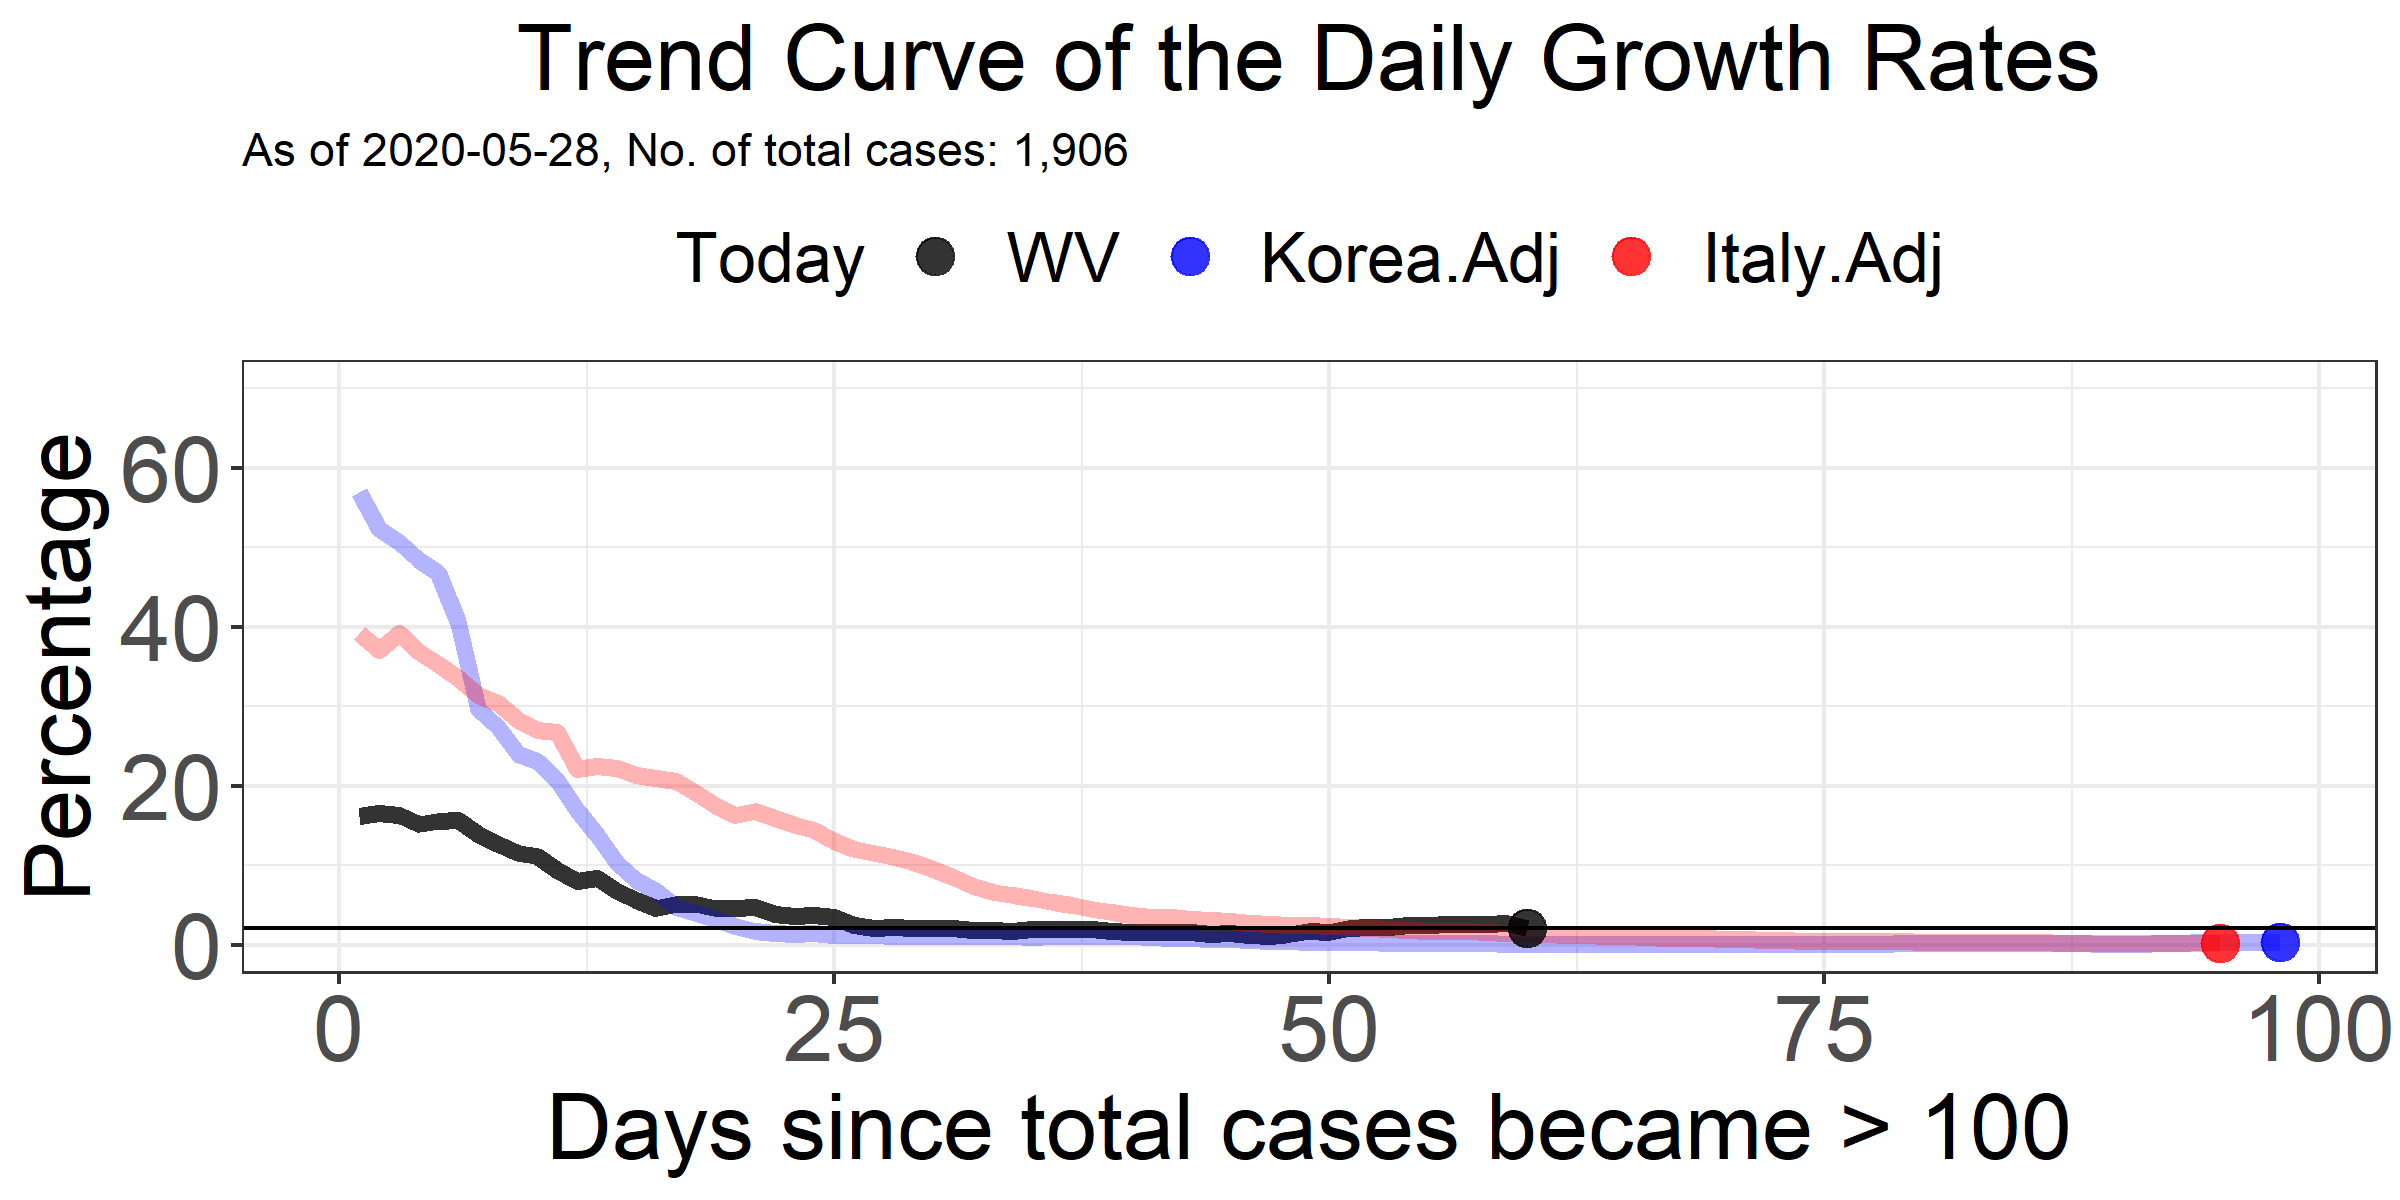 Trend Curve of the Daily Growth Rates
As of 2020-05-28, No. of total cases: 1,906
Today WV Korea.Adj Italy.Adj
Percentage
60
40
20
0
0 25 50 75 100
Days since total cases became > 100